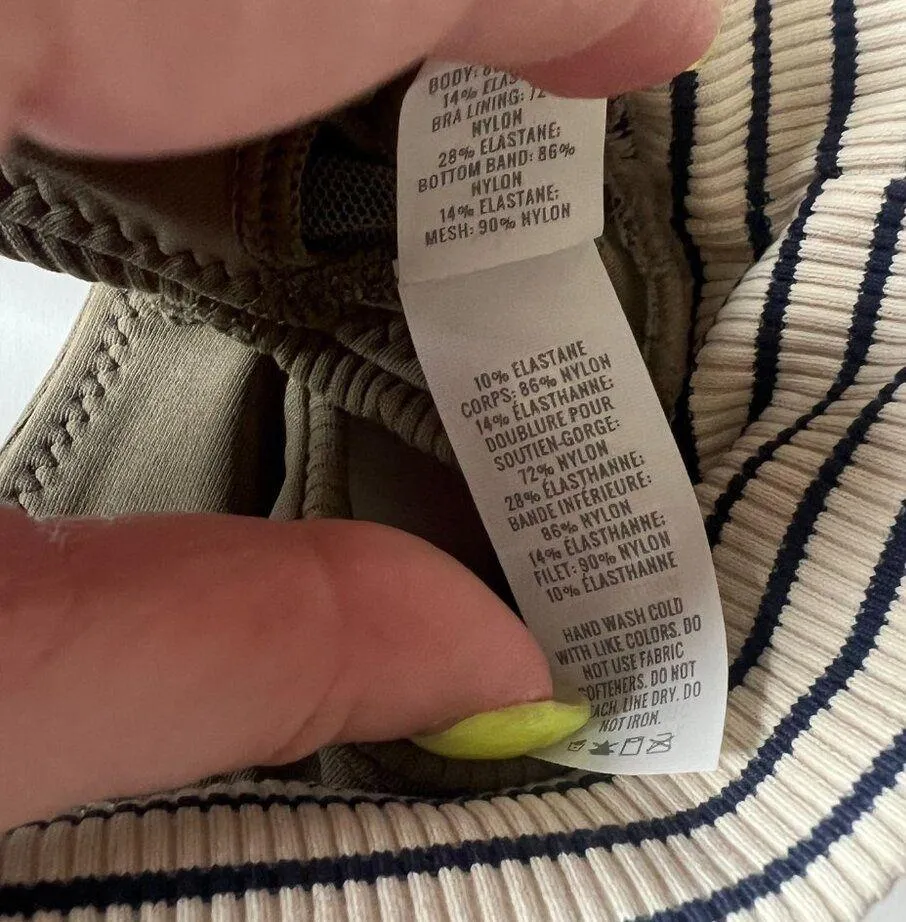 BODY:
14% ELAS
BRA LINING: 72
NYLON
28% ELASTANE;
BOTTOM BAND: 86%
NYLON
14% ELASTANE;
MESH: 90% NYLON
10% ÉLASTANE
CORPS: 86% NYLON
14% ÉLASTHANNE;
DOUBLURE POUR
SOUTIEN-GORGE:
72% NYLON
28% ÉLASTHANNE;
BANDE INFÉRIEURE:
86% NYLON
14% ÉLASTHANNE;
FILET: 90% NYLON
10% ÉLASTHANNE
HAND WASH COLD
WITH LIKE COLORS. DO
NOT USE FABRIC
OFTENERS. DO NOT
EACH. LINE DRY. DO
NOT IRON.